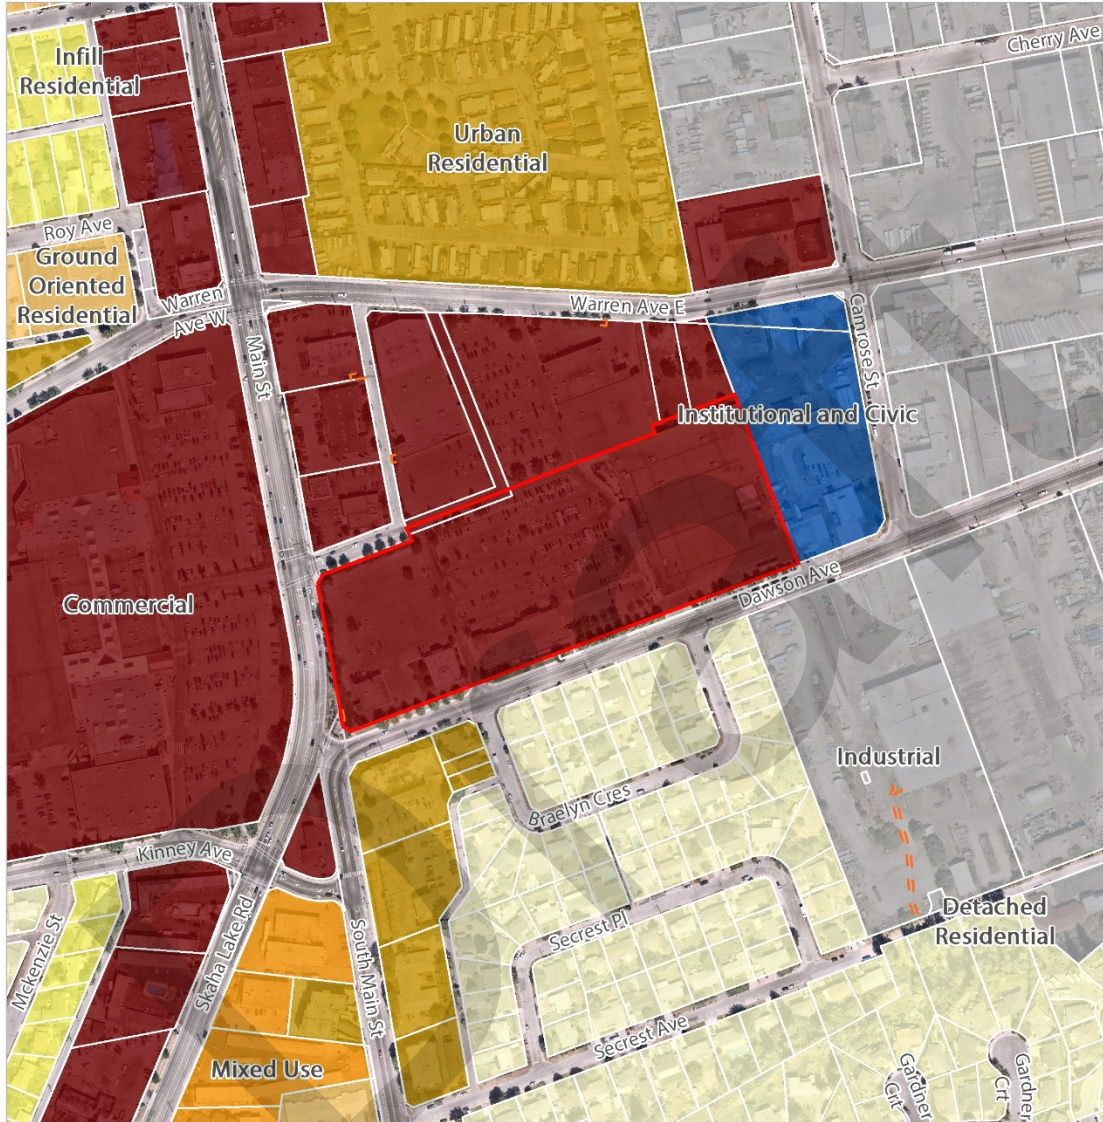 Cherry Ave
Infill
Residential
Urban
Residential
Roy Ave
Ground
Oriented
Residential
Warren
Ave W
Warren Ave E
Camrose St
Main St
Institutional and Civic
Commercial
Dawson Ave
Industrial
Braelyn Cres
Kinney Ave
Detached
Residential
Mckenzie St
Skaha Lake Rd
South Main St
Secrest Pl
Secrest Ave
Mixed Use
Gardner
Crt
Gardner
Crt